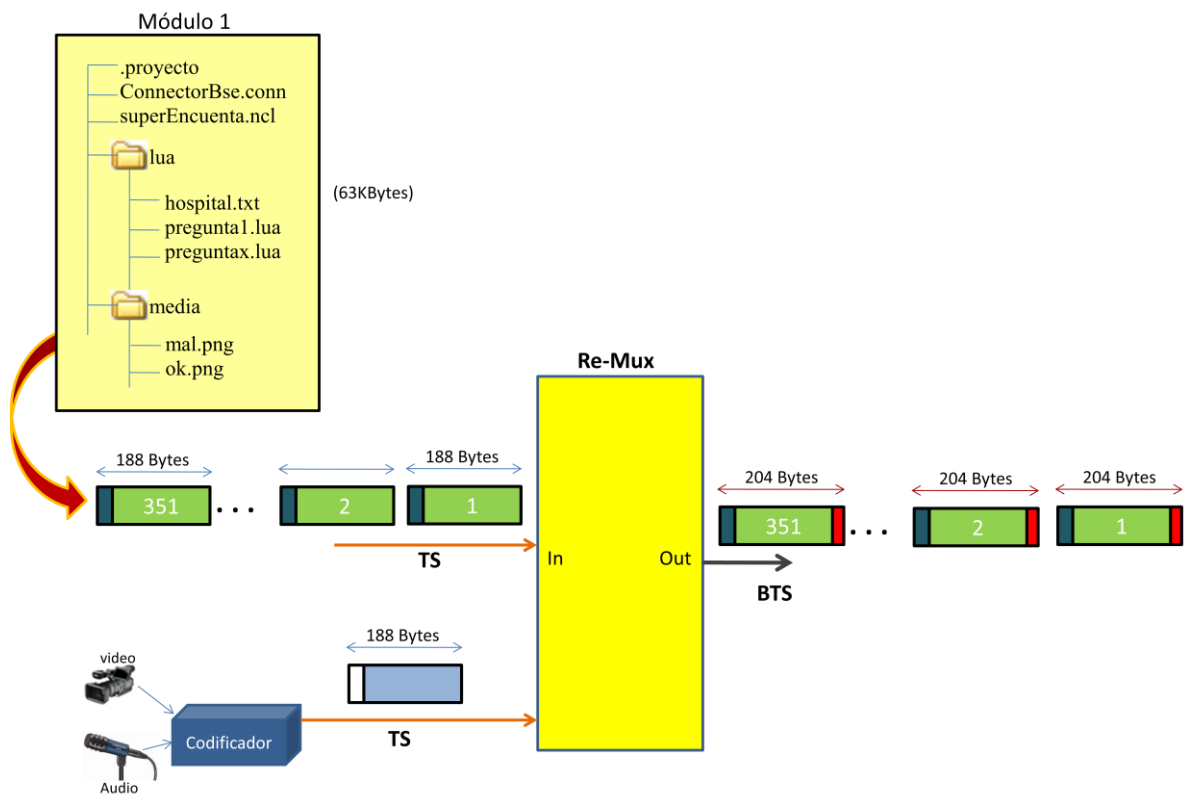 Módulo 1
.proyecto
ConnectorBse.conn
superEncuenta.ncl
lua
hospital.txt
pregunta1.lua
preguntax.lua
media
mal.png
ok.png
(63KBytes)
Re-Mux
188 Bytes
188 Bytes
351
...
2
1
TS
In
Out
204 Bytes
204 Bytes
204 Bytes
351
...
2
1
BTS
188 Bytes
video
Codificador
TS
Audio